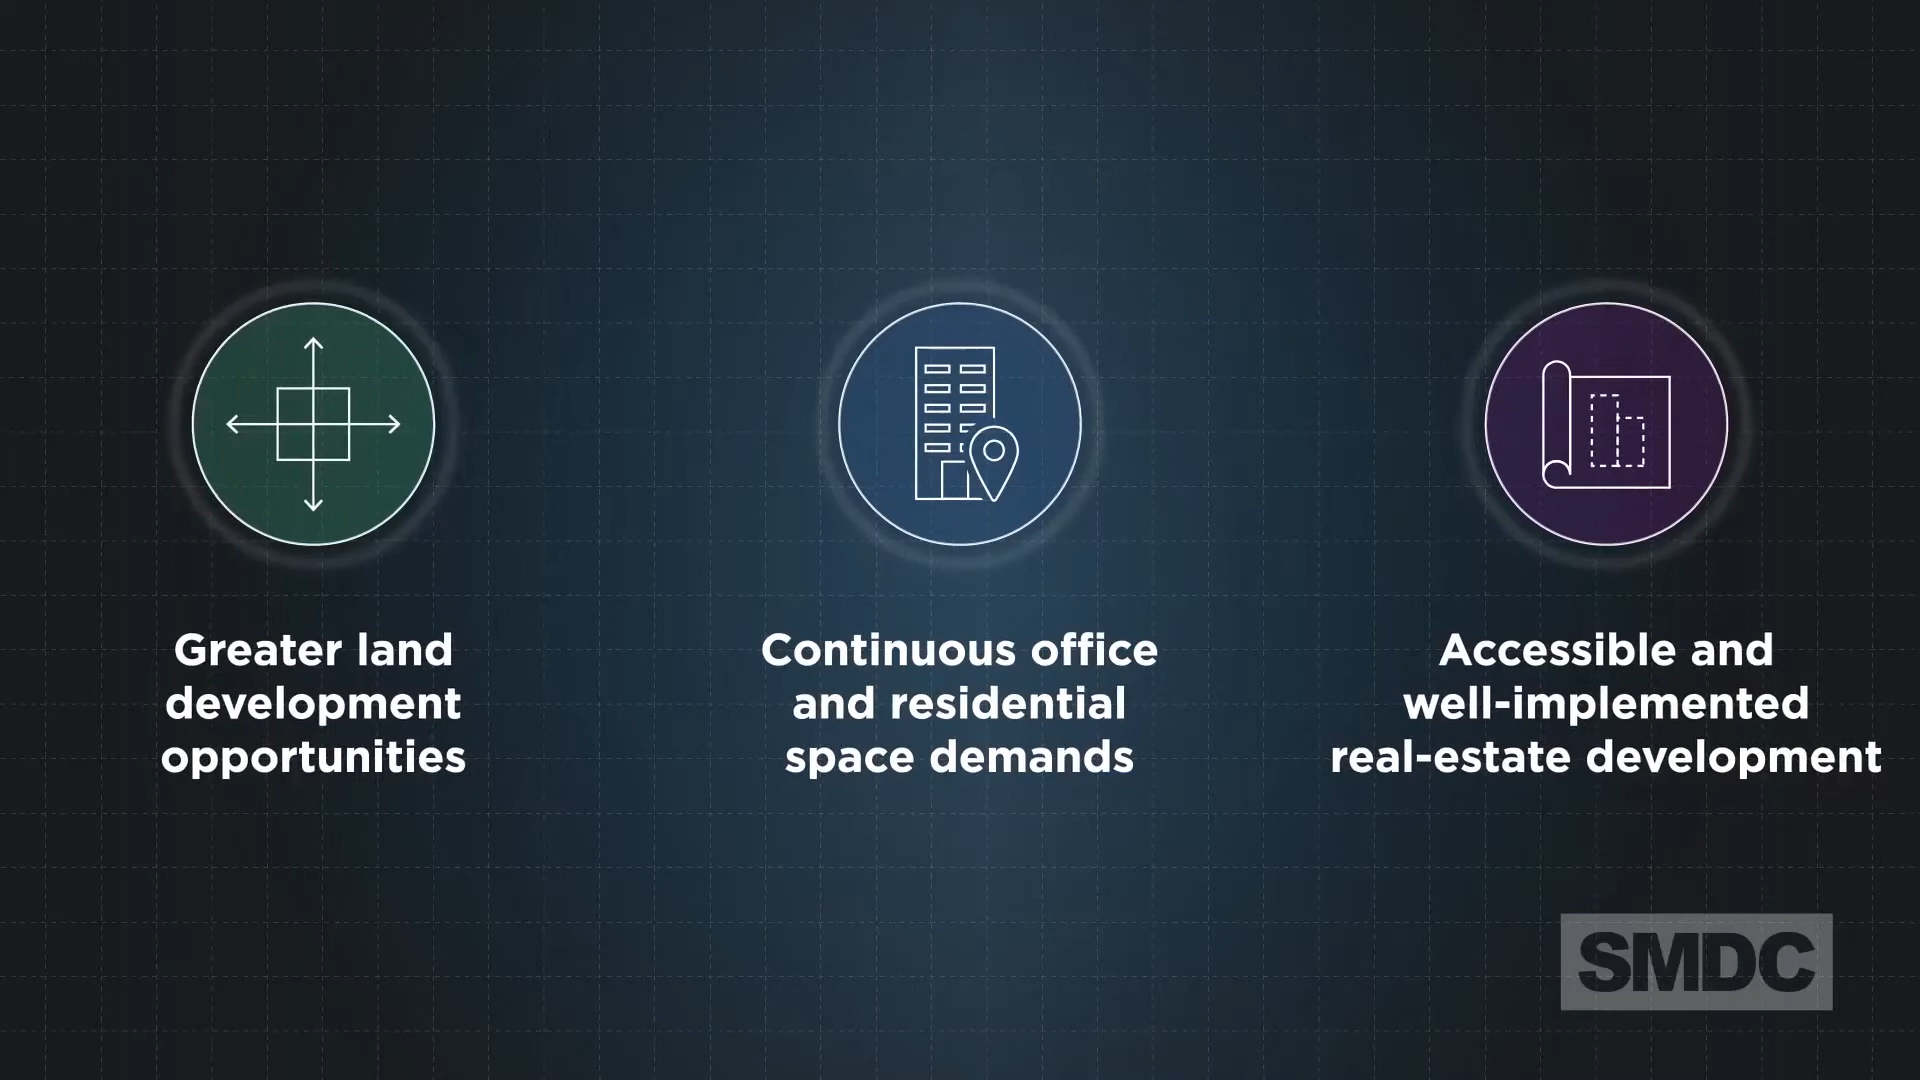 Greater land
development
opportunities
Continuous office
and residential
space demands
Accessible and
well-implemented
real-estate development
SMDC